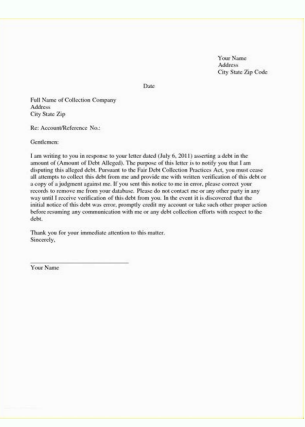 Your Name
Address
City State Zip Code
Date
Full Name of Collection Company
Address
City State Zip
Re: Account/Reference No.:
Gentlemen:
I am writing to you in response to your letter dated (July 6, 2011) asserting a debt in the
amount of (Amount of Debt Alleged). The purpose of this letter is to notify you that I am
disputing this alleged debt. Pursuant to the Fair Debt Collection Practices Act, you must cease
all attempts to collect this debt from me and provide me with written verification of this debt or
a copy of a judgment against me. If you sent this notice to me in error, please correct your
records to remove me from your database. Please do not contact me or any other party in any
way until I receive verification of this debt from you. In the event it is discovered that the
initial notice of this debt was error, promptly credit my account or take such other proper action
before resuming any communication with me or any debt collection efforts with respect to the
debt.
Thank you for your immediate attention to this matter.
Sincerely,
Your Name